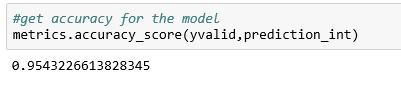 #get accuracy for the model
metrics.accuracy_score(yvalid,prediction_int)
0.9543226613828345